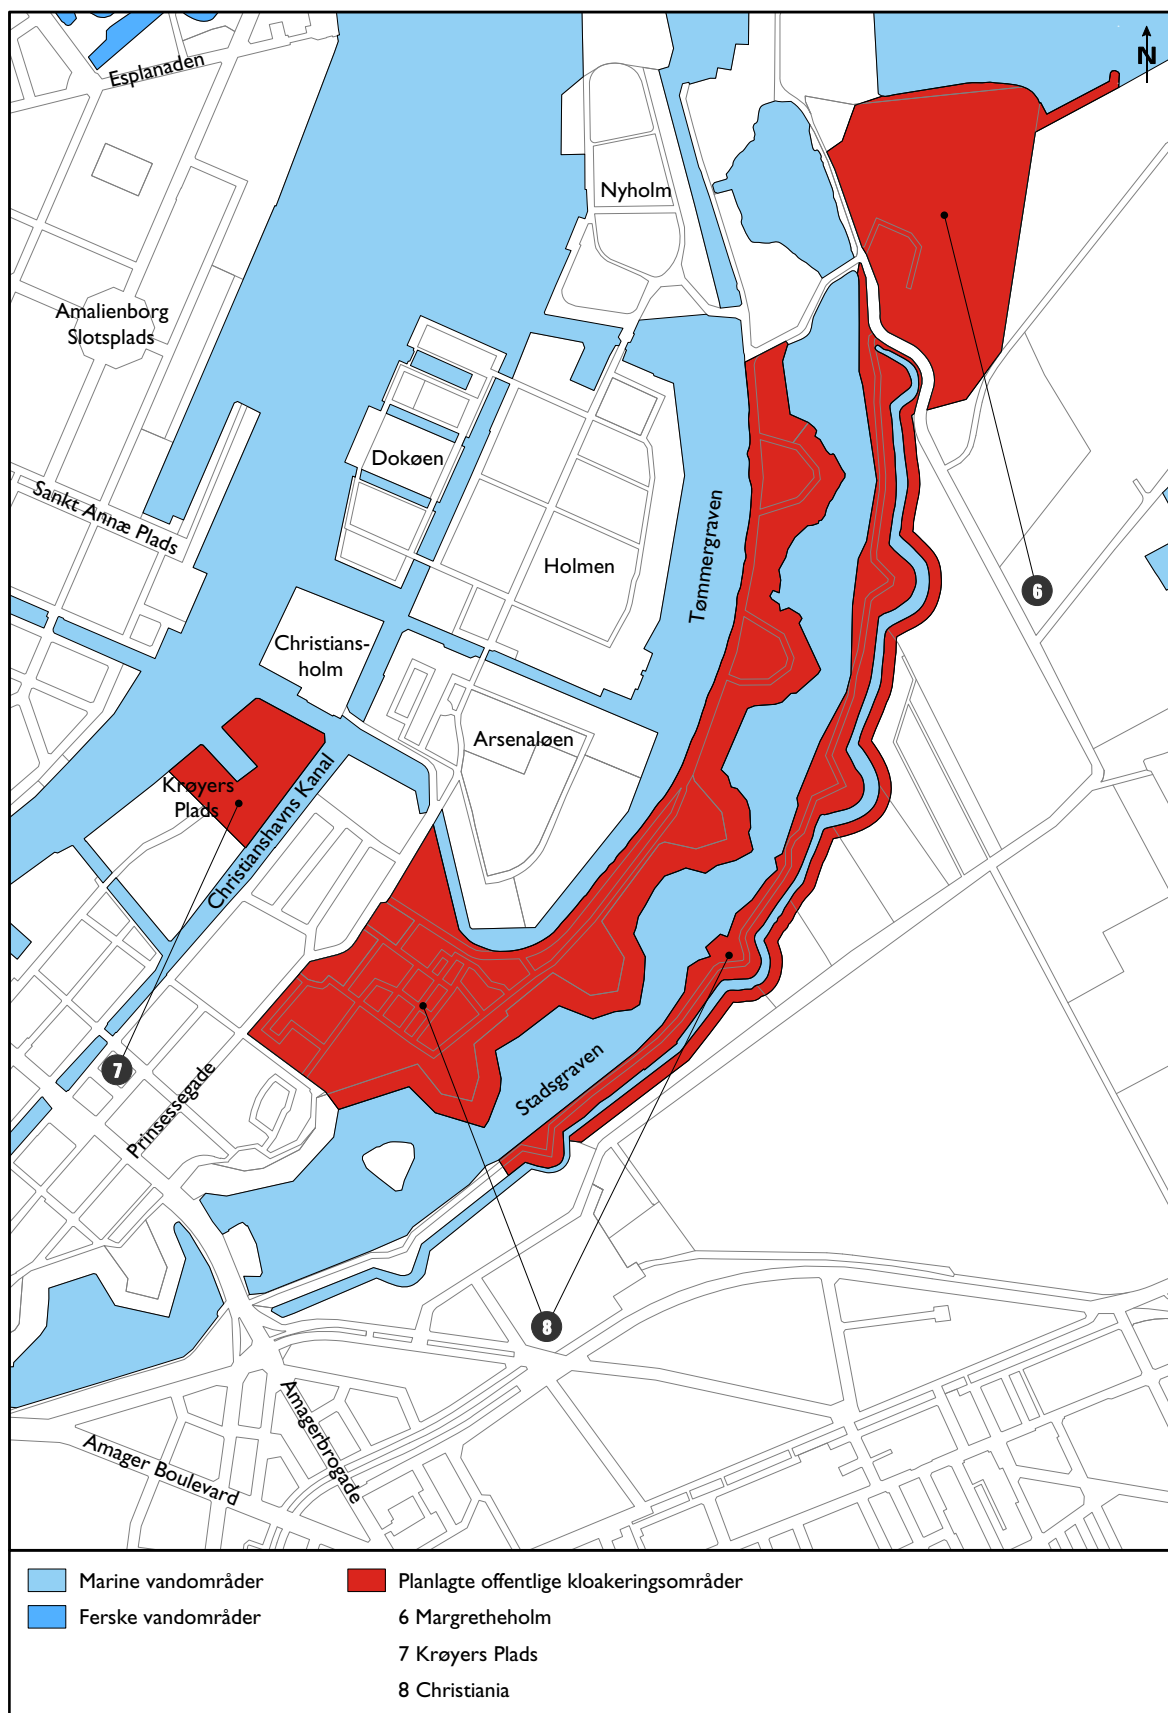 N
Esplanaden
Nyholm
Amalienborg
Slotsplads
Dokøen
Sankt Annæ Plads
Tømmergraven
Holmen
6
Christians-
holm
Arsenaløen
Krøyers
Plads
Christianshavns Kanal
7
Stadsgraven
Prinsessegade
8
Amagerbrogade
Amager Boulevard
Marine vandområder
Ferske vandområder
Planlagte offentlige kloakeringsområder
6 Margretheholm
7 Krøyers Plads
8 Christiania